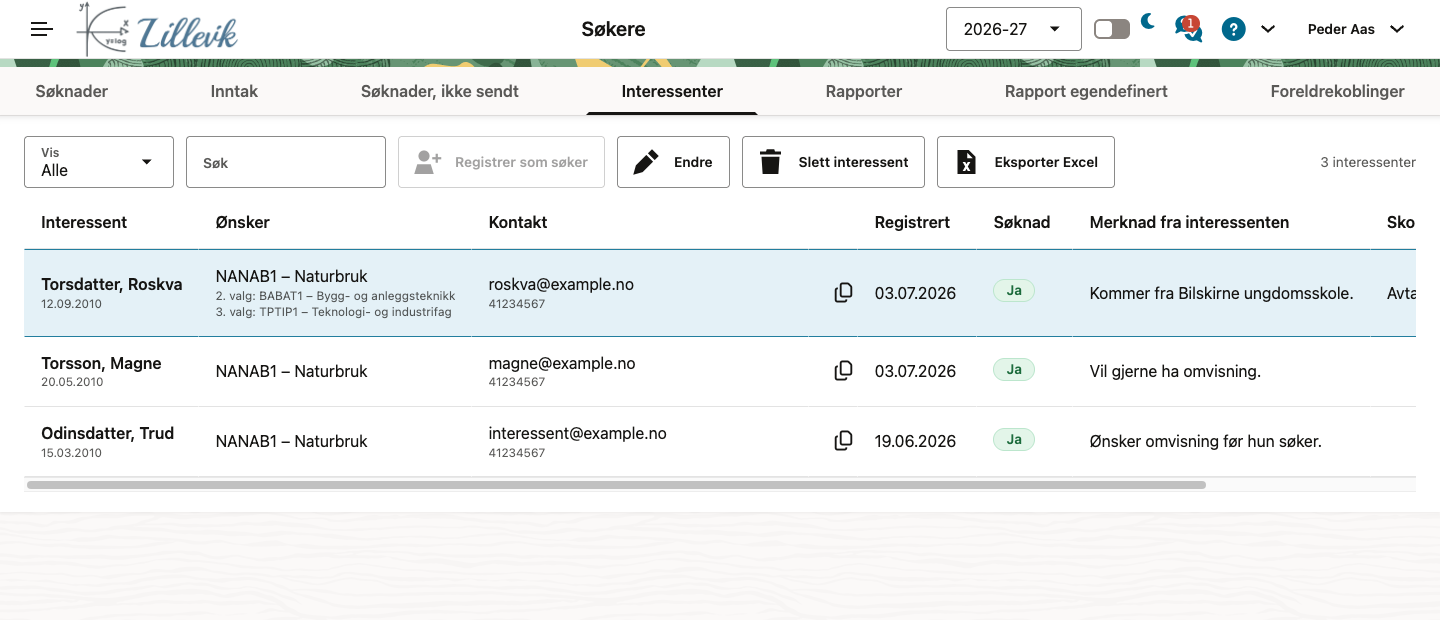 y
x
y=log
Lillevik
Søkere
2026-27
1
?
Peder Aas
Søknader
Inntak
Søknader, ikke sendt
Interessenter
Rapporter
Rapport egendefinert
Foreldrekoblinger
Vis
Alle
Søk
Registrer som søker
Endre
Slett interessent
X
Eksporter Excel
3 interessenter
Interessent
Ønsker
Kontakt
Registrert
Søknad
Merknad fra interessenten
Sko
Torsdatter, Roskva
12.09.2010
NANAB1 – Naturbruk
2. valg: BABAT1 – Bygg- og anleggsteknikk
3. valg: TPTIP1 – Teknologi- og industrifag
roskva@example.no
41234567
03.07.2026
Ja
Kommer fra Bilskirne ungdomsskole.
Avta
Torsson, Magne
20.05.2010
NANAB1 – Naturbruk
magne@example.no
41234567
03.07.2026
Ja
Vil gjerne ha omvisning.
Odinsdatter, Trud
15.03.2010
NANAB1 – Naturbruk
interessent@example.no
41234567
19.06.2026
Ja
Ønsker omvisning før hun søker.